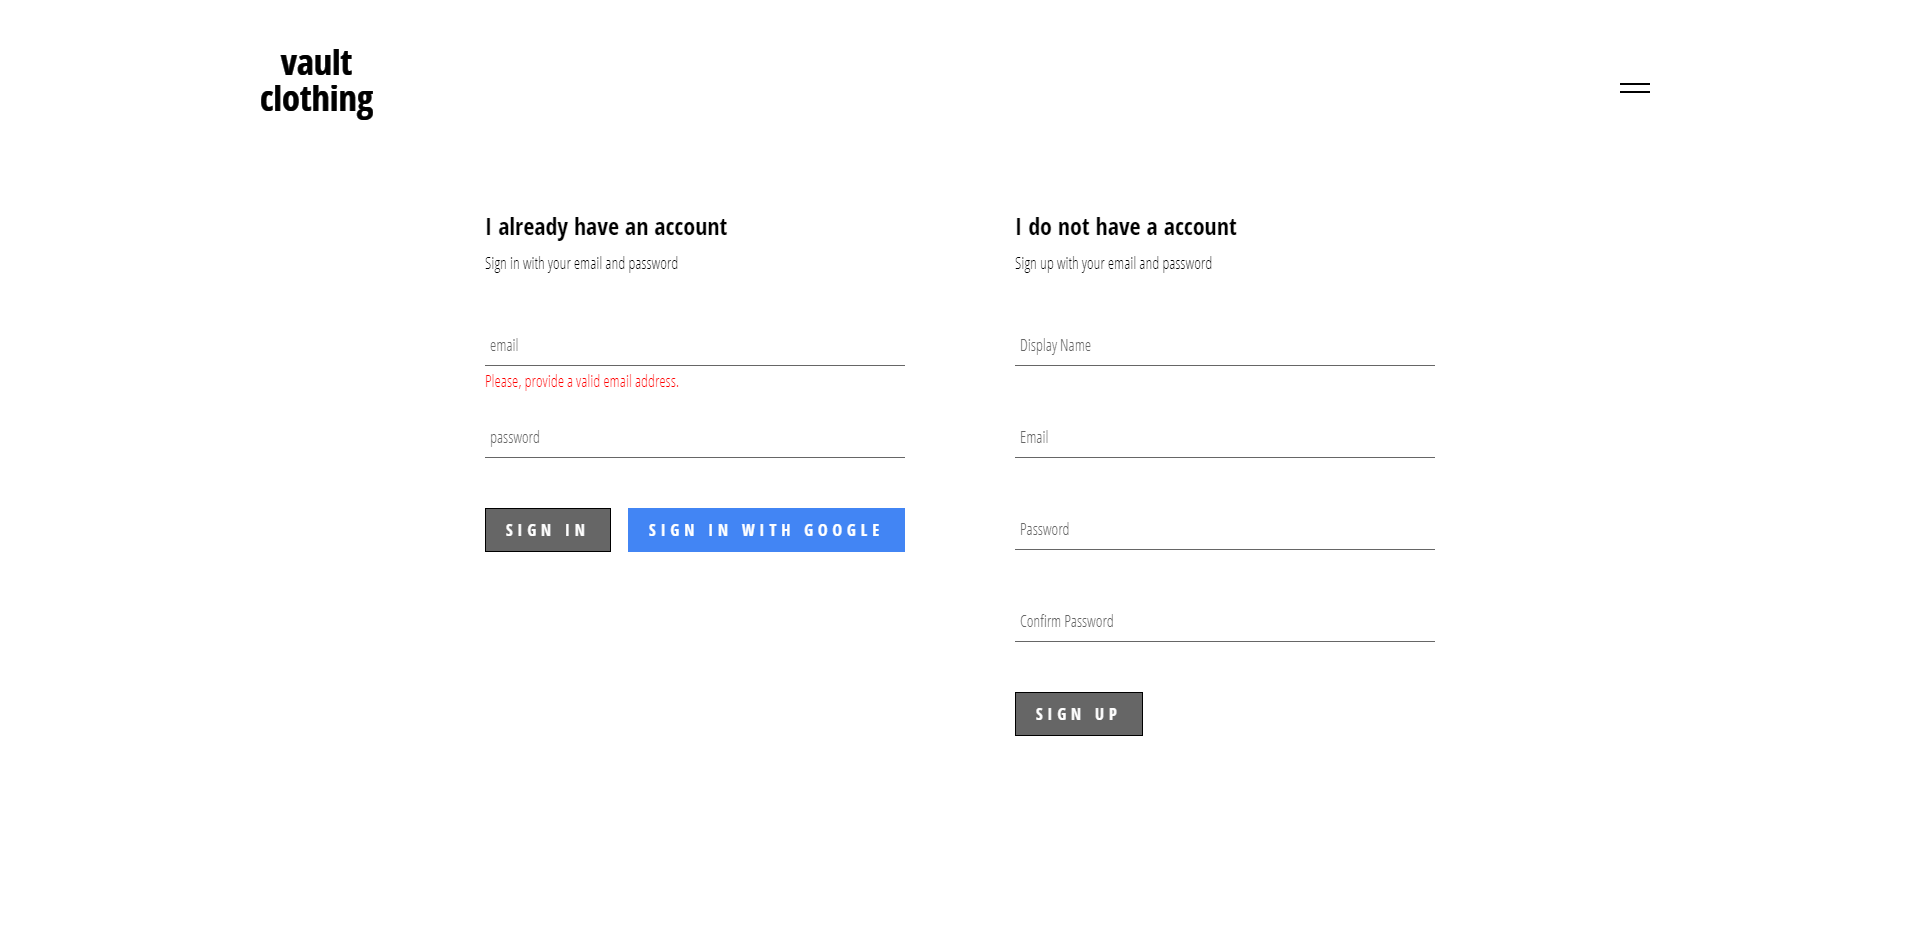 vault
clothing
I already have an account
Sign in with your email and password
email
Please, provide a valid email address.
password
SIGN IN
SIGN IN WITH GOOGLE
I do not have a account
Sign up with your email and password
Display Name
Email
Password
Confirm Password
SIGN UP